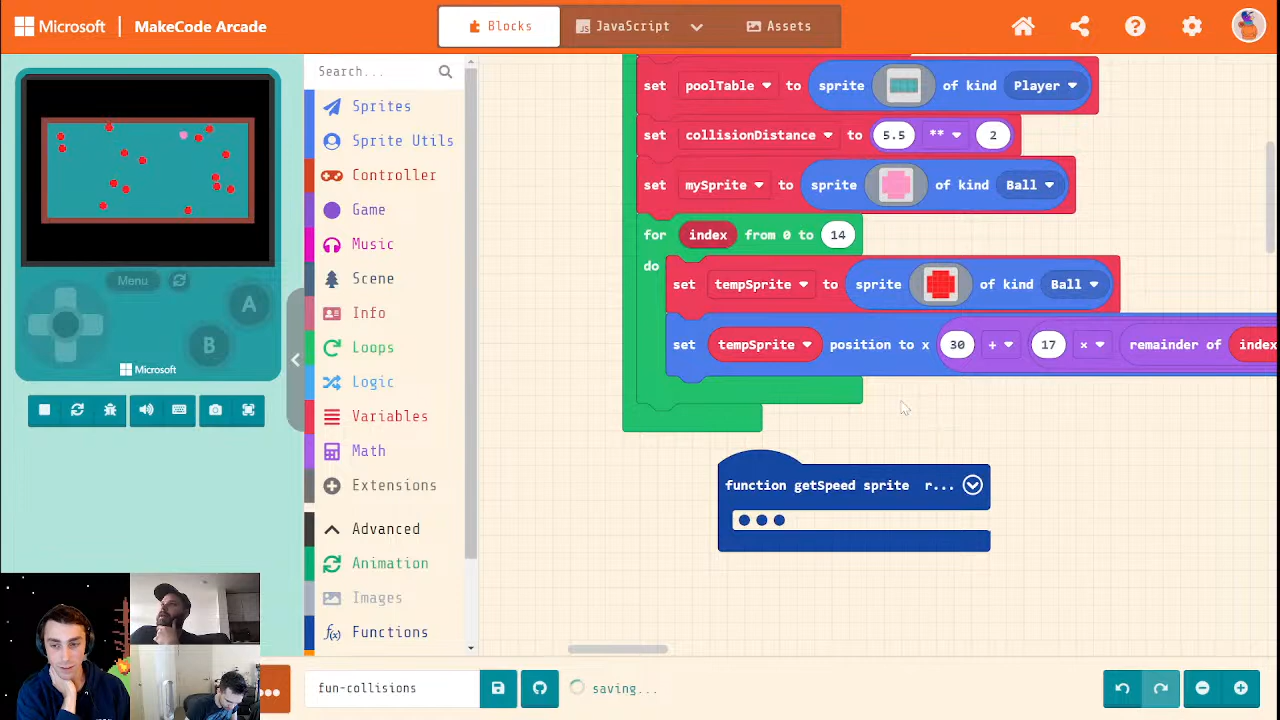 Microsoft | MakeCode Arcade
Blocks
JavaScript
Assets
Menu
A
B
Microsoft
Search...
Sprites
Sprite Utils
Controller
Game
Music
Scene
Info
Loops
Logic
Variables
Math
Extensions
Advanced
Animation
Images
Functions
set poolTable to sprite of kind Player
set collisionDistance to 5.5 ** 2
set mySprite to sprite of kind Ball
for index from 0 to 14
do
set tempSprite to sprite of kind Ball
set tempSprite position to x 30 + 17 × remainder of index
function getSpeed sprite r...
fun-collisions
saving...